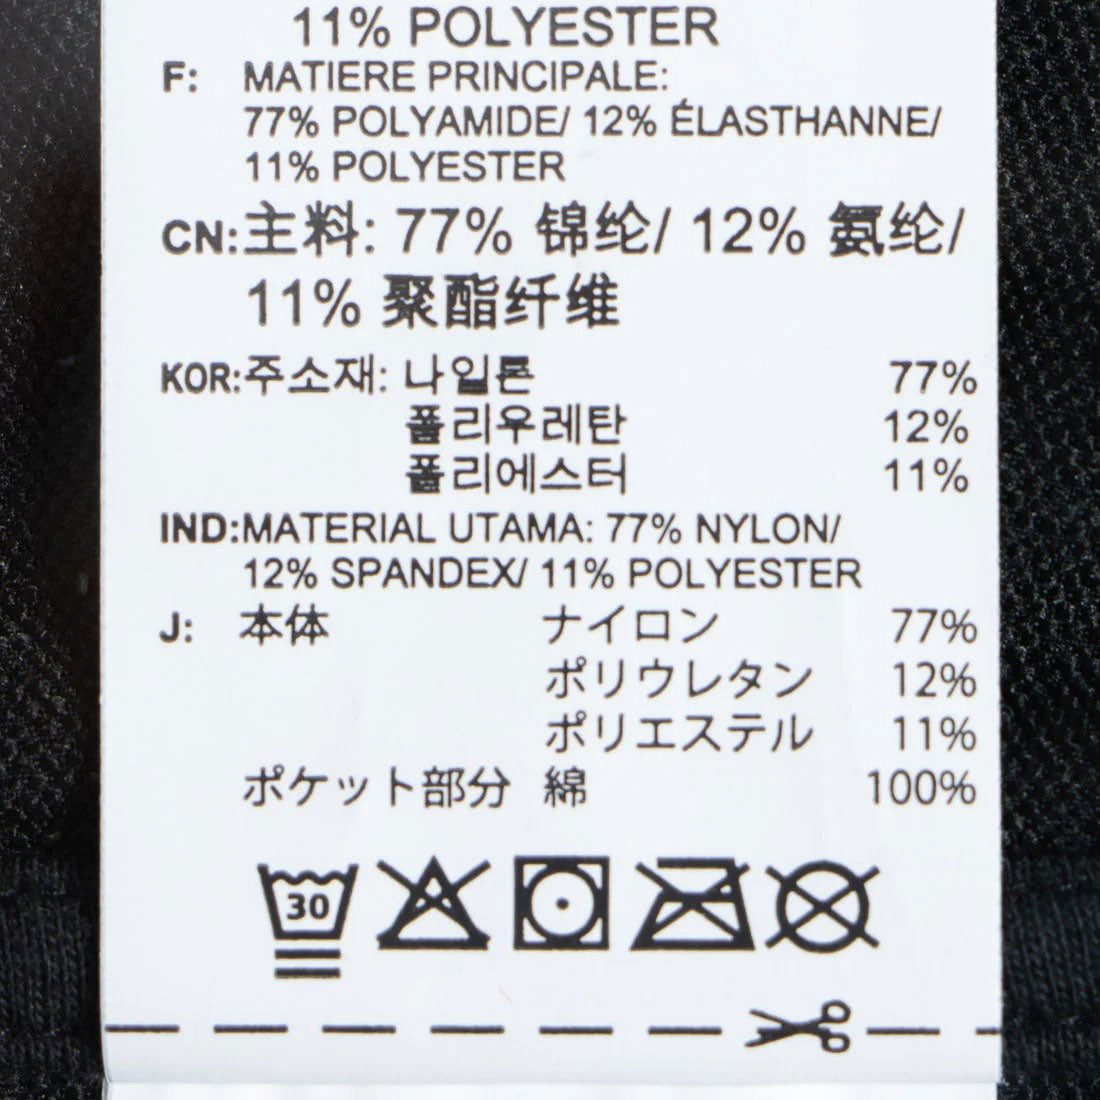 11% POLYESTER
F: MATIERE PRINCIPALE:
77% POLYAMIDE/ 12% ÉLASTHANNE/
11% POLYESTER
CN:主料: 77% 锦纶/ 12% 氨纶/
11% 聚酯纤维
KOR:주소재: 나일론 77%
폴리우레탄 12%
폴리에스터 11%
IND:MATERIAL UTAMA: 77% NYLON/
12% SPANDEX/ 11% POLYESTER
J: 本体 ナイロン 77%
ポリウレタン 12%
ポリエステル 11%
ポケット部分 綿 100%
30